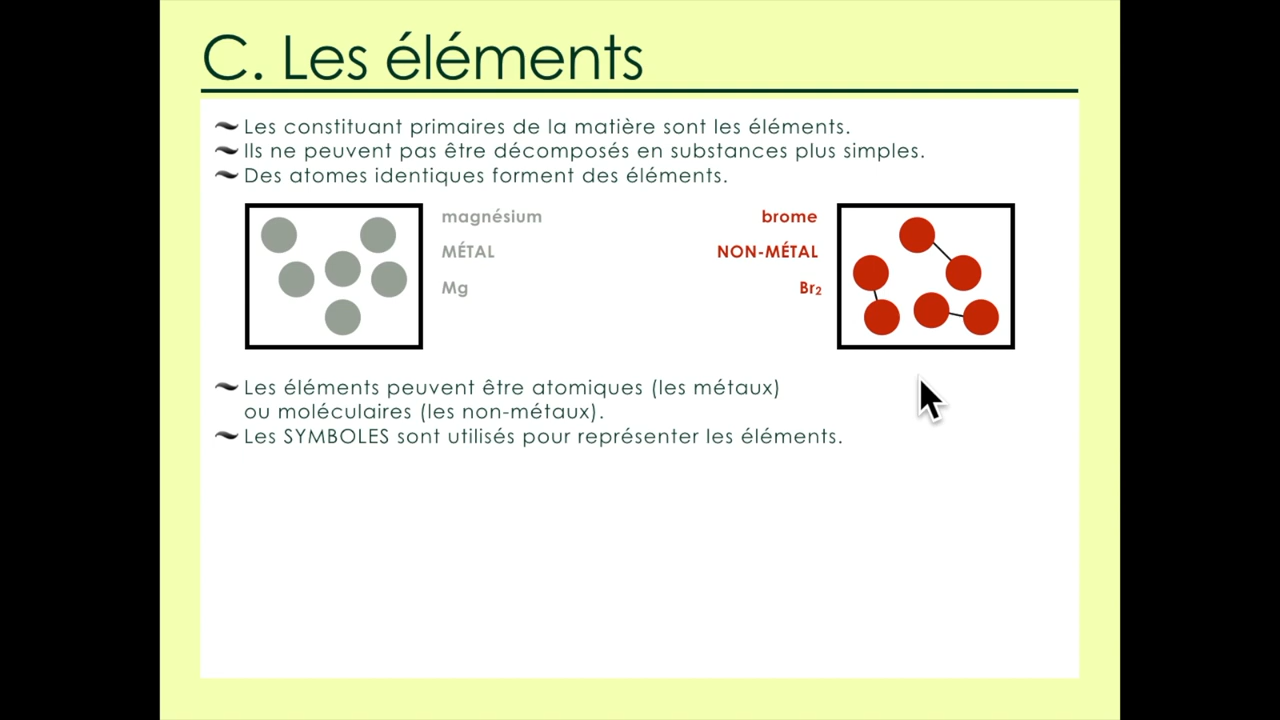 C. Les éléments
Les constituant primaires de la matière sont les éléments.
Ils ne peuvent pas être décomposés en substances plus simples.
Des atomes identiques forment des éléments.
magnésium
MÉTAL
Mg
brome
NON-MÉTAL
Br₂
Les éléments peuvent être atomiques (les métaux)
ou moléculaires (les non-métaux).
Les SYMBOLES sont utilisés pour représenter les éléments.